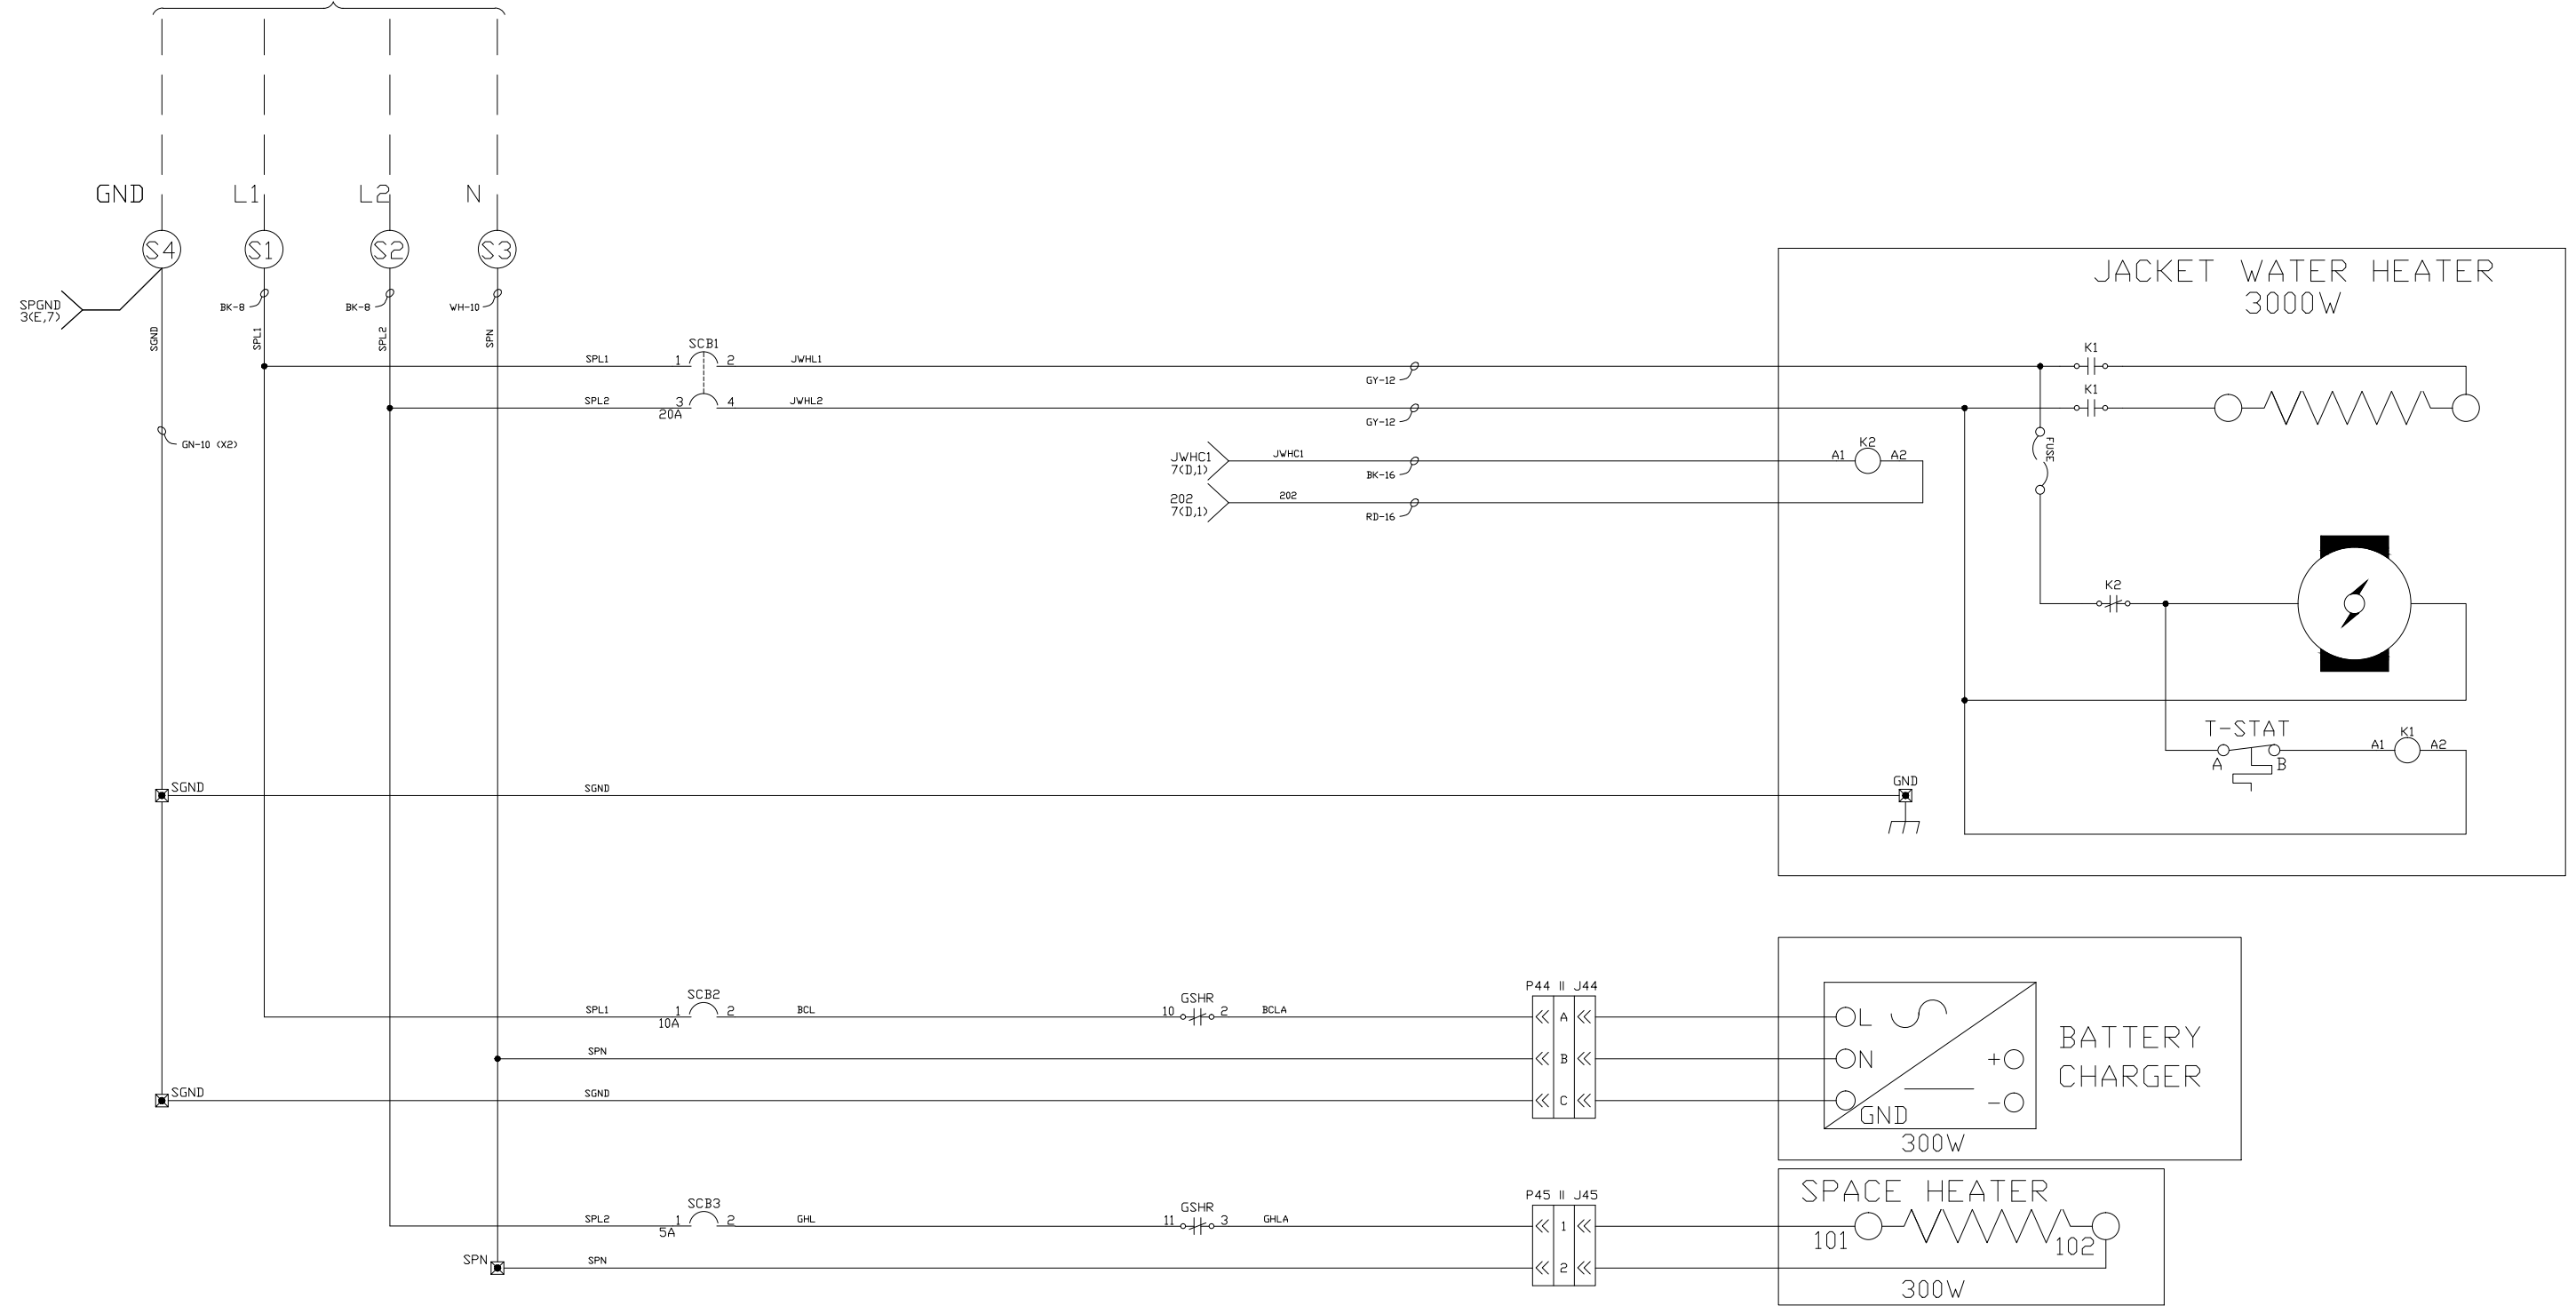 GND L1 L2 N
S4 S1 S2 S3
SPGND
3(E,7)
BK-8 BK-8 WH-10
SGND SPL1 SPL2 SPN
GN-10 (X2)
JACKET WATER HEATER
3000W
SPL1 1 SCB1 2 JWHL1
GY-12
K1
SPL2 3 4 JWHL2
20A
GY-12
K1
FUSE
JWHC1
7(D,1)
JWHC1
BK-16
A1 K2 A2
202
7(D,1)
202
RD-16
K2
T-STAT
A B
A1 K1 A2
SGND
SGND
GND
SPL1 1 SCB2 2 BCL
10A
10 GSHR 2 BCLA
P44 J44
A
B
C
SPN
SGND
SGND
L
N
GND
+
-
BATTERY
CHARGER
300W
SPL2 1 SCB3 2 GHL
5A
11 GSHR 3 GHLA
P45 J45
1
2
SPN
SPN
SPACE HEATER
101
102
300W